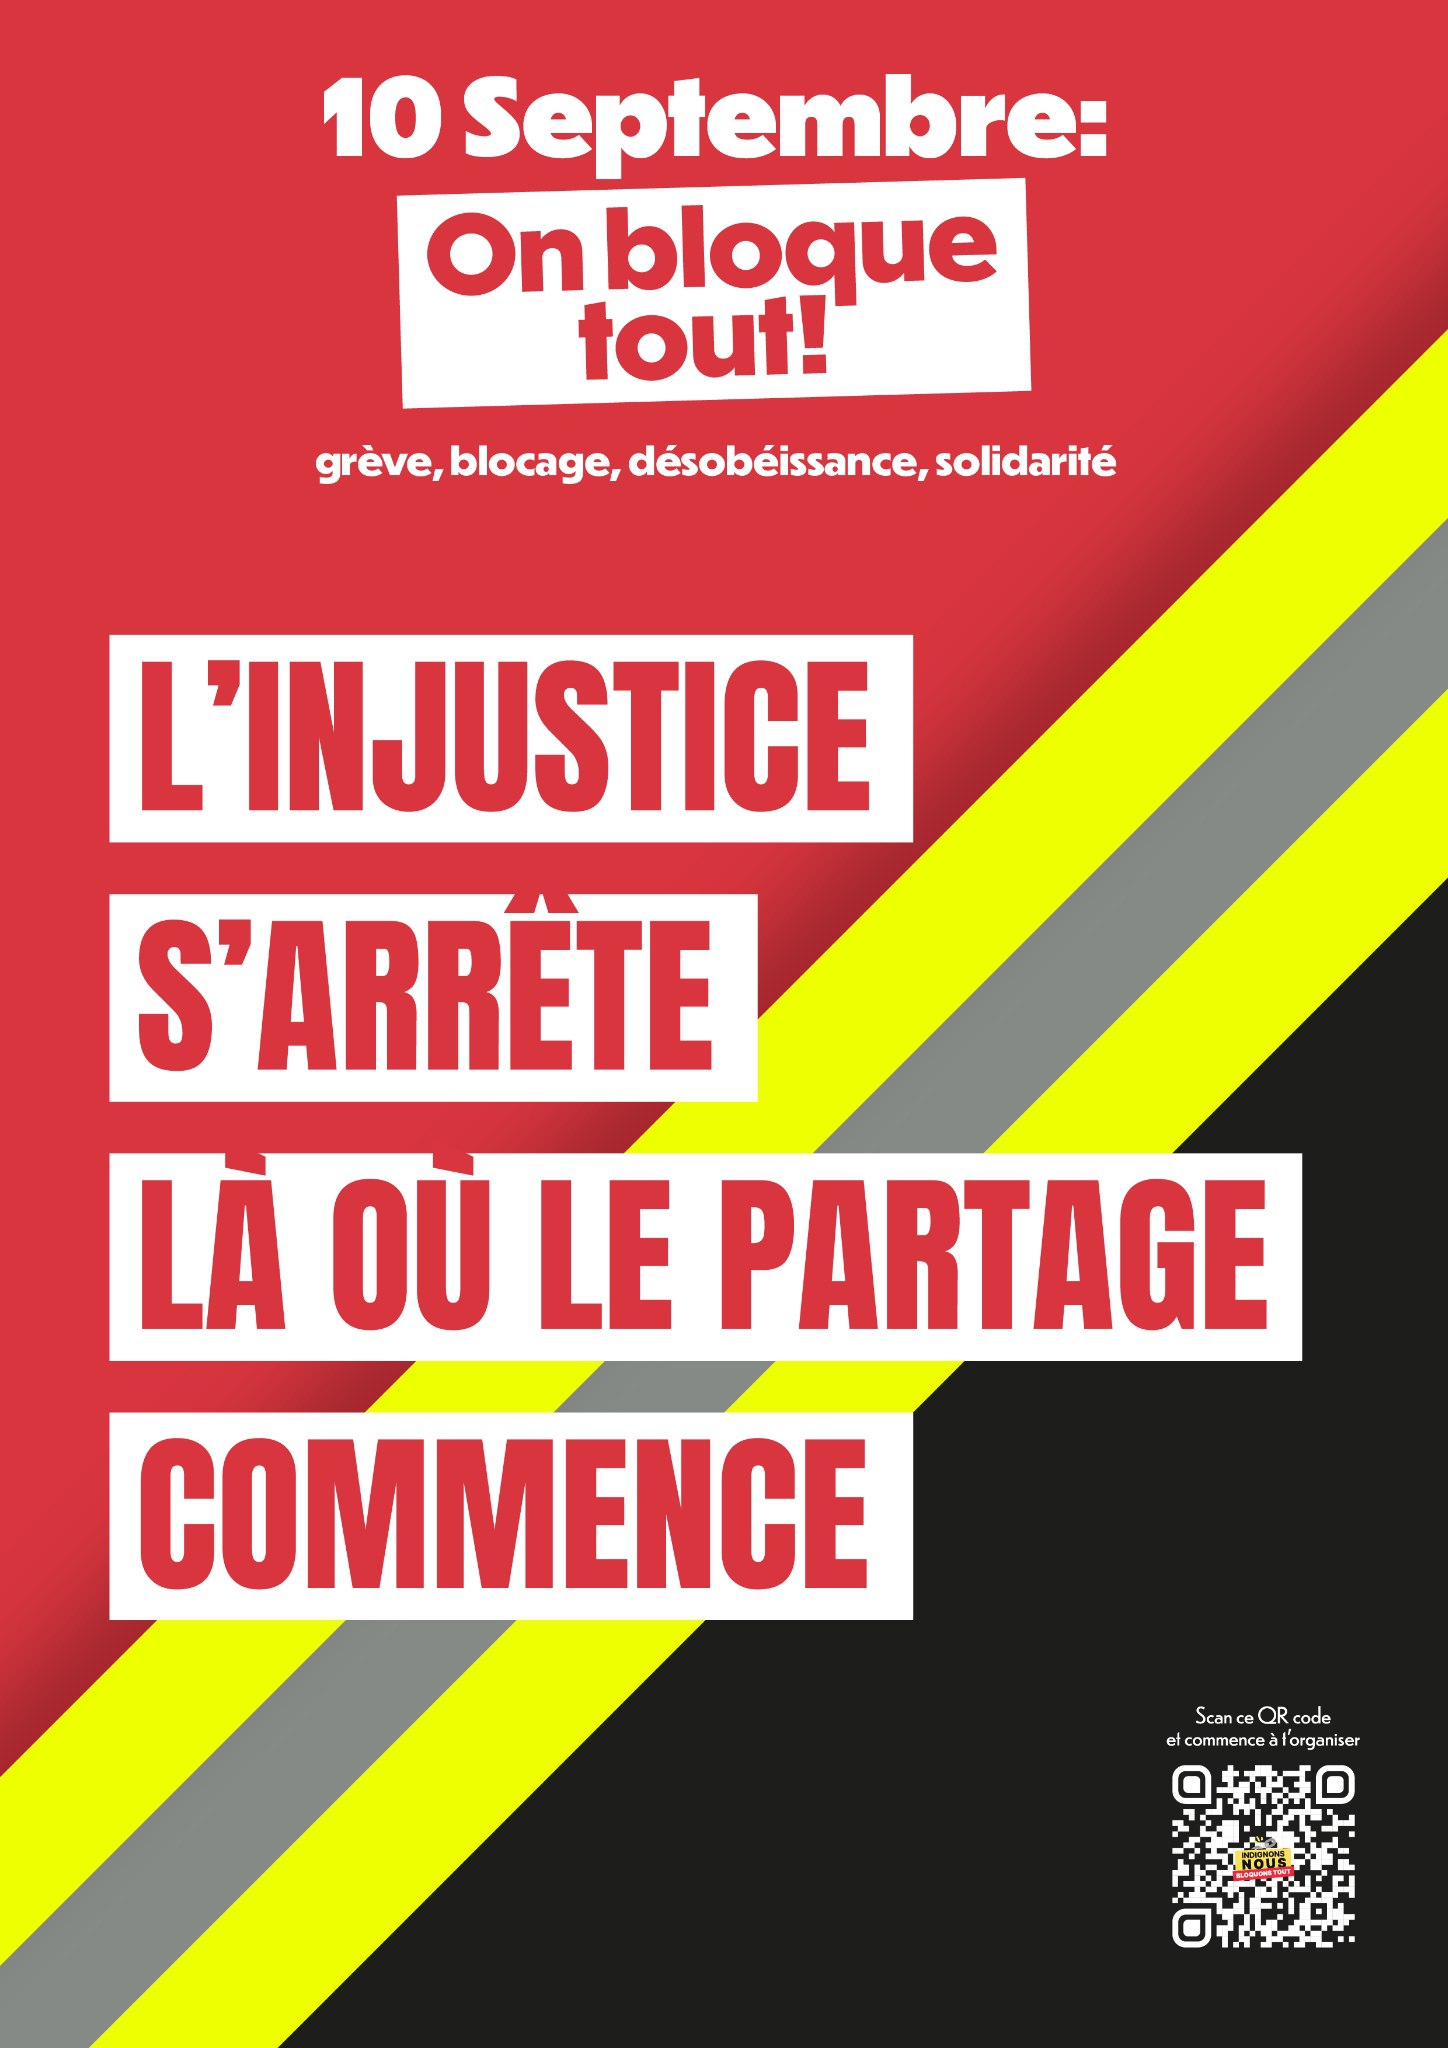 10 Septembre:
On bloque
tout!
grève, blocage, désobéissance, solidarité
L'INJUSTICE
S'ARRÊTE
LÀ OÙ LE PARTAGE
COMMENCE
Scan ce QR code
et commence à t'organiser
INDIGNONS
NOUS
BLOQUONS TOUT